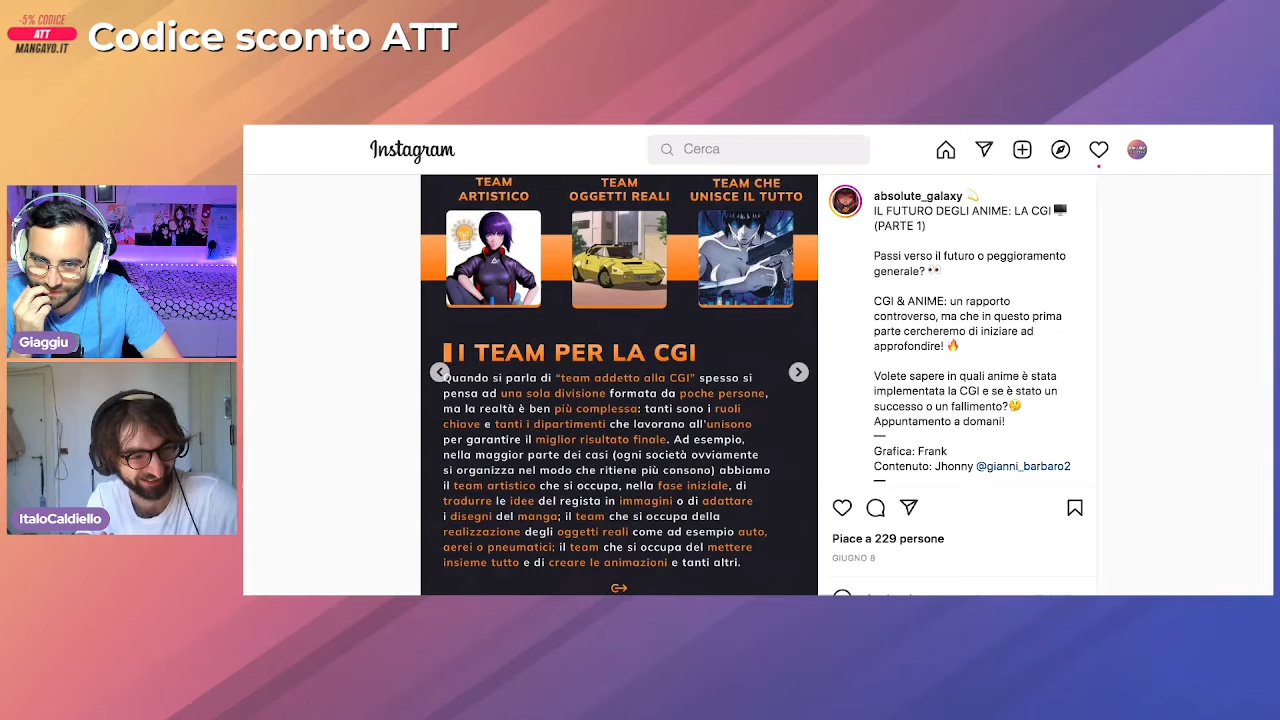 -5% CODICE
ATT
MANGAYO.IT
Codice sconto ATT
Instagram
Cerca
TEAM
ARTISTICO
TEAM
OGGETTI REALI
TEAM CHE
UNISCE IL TUTTO
I TEAM PER LA CGI
Quando si parla di “team addetto alla CGI” spesso si
pensa ad una sola divisione formata da poche persone,
ma la realtà è ben più complessa: tanti sono i ruoli
chiave e tanti i dipartimenti che lavorano all’unisono
per garantire il miglior risultato finale. Ad esempio,
nella maggior parte dei casi (ogni società ovviamente
si organizza nel modo che ritiene più consono) abbiamo
il team artistico che si occupa, nella fase iniziale, di
tradurre le idee del regista in immagini o di adattare
i disegni del manga; il team che si occupa della
realizzazione degli oggetti reali come ad esempio auto,
aerei o pneumatici; il team che si occupa del mettere
insieme tutto e di creare le animazioni e tanti altri.
absolute_galaxy 💫
IL FUTURO DEGLI ANIME: LA CGI 🖥️
(PARTE 1)
Passi verso il futuro o peggioramento
generale? 👀
CGI & ANIME: un rapporto
controverso, ma che in questo prima
parte cercheremo di iniziare ad
approfondire! 🔥
Volete sapere in quali anime è stata
implementata la CGI e se è stato un
successo o un fallimento?🤔
Appuntamento a domani!
—
Grafica: Frank
Contenuto: Jhonny @gianni_barbaro2
—
Piace a 229 persone
GIUGNO 8
Giaggiu
ItaloCaldiello